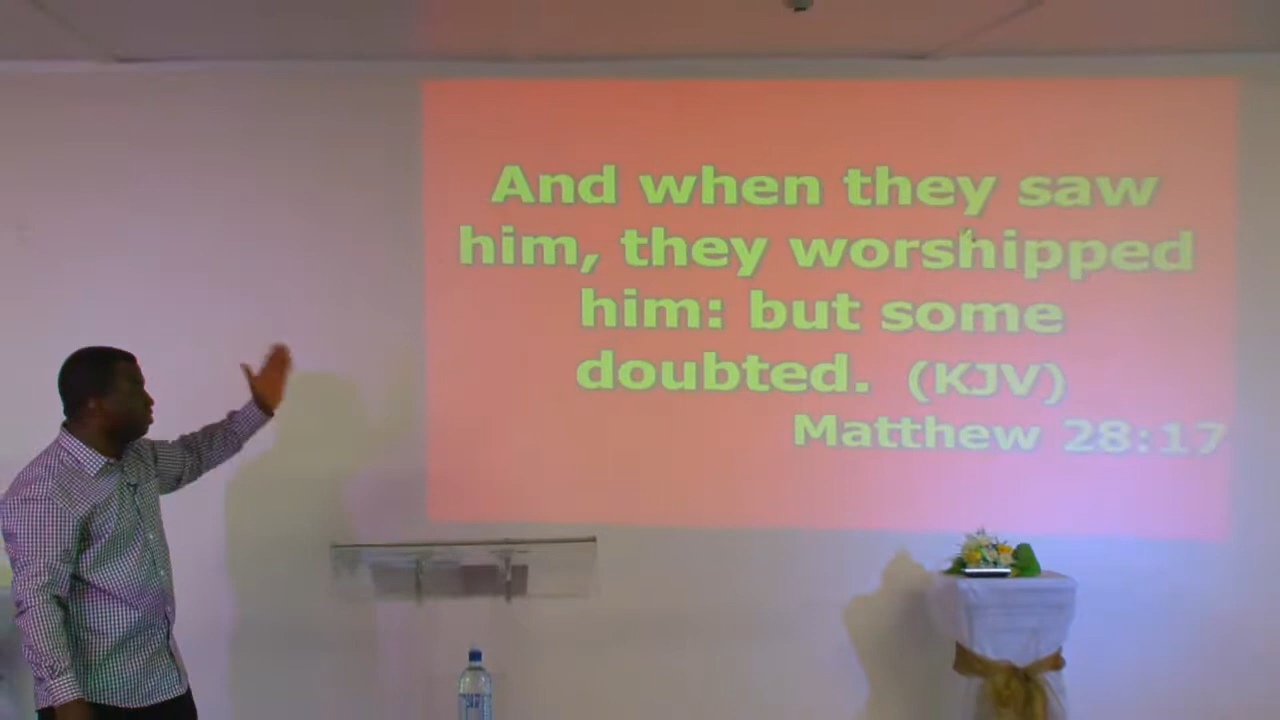 And when they saw
him, they worshipped
him: but some
doubted. (KJV)
Matthew 28:17